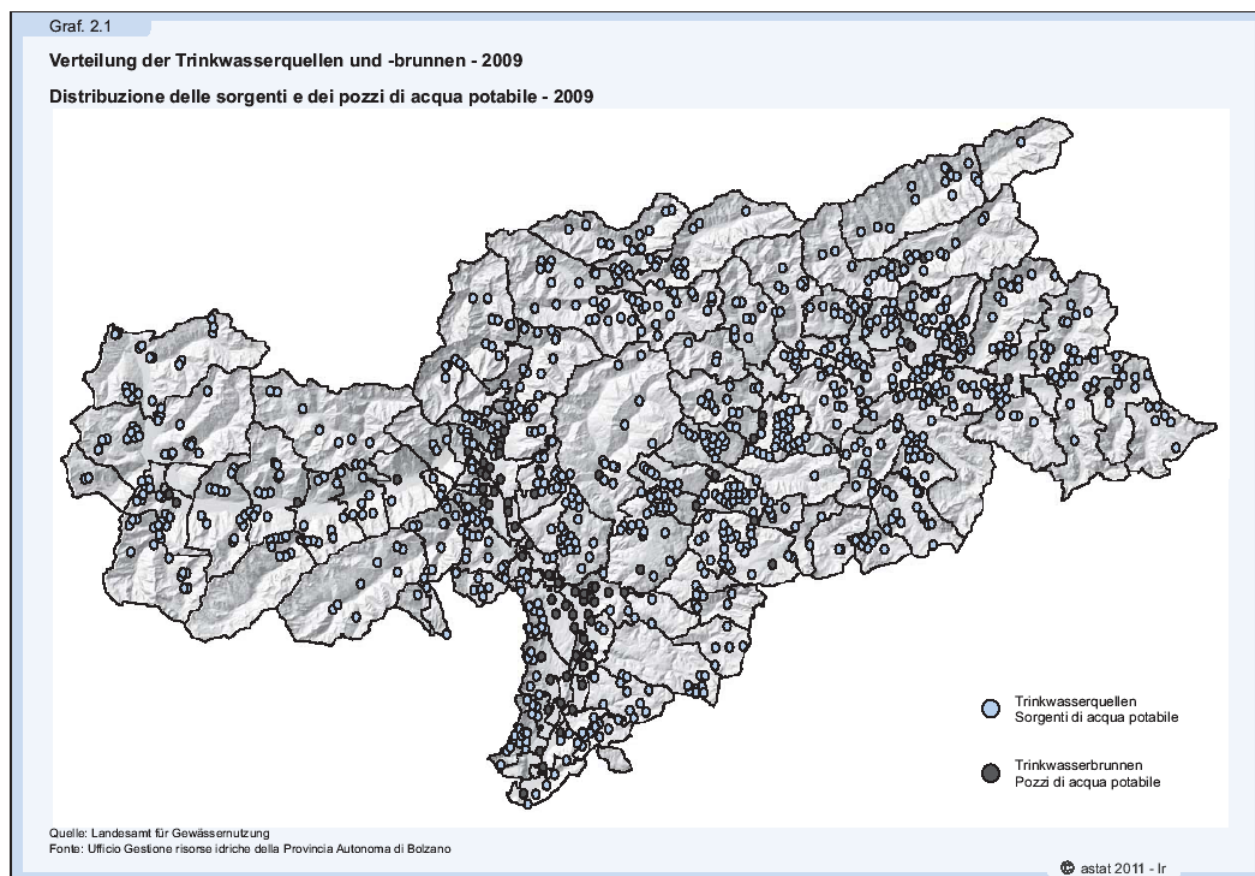 Graf. 2.1
Verteilung der Trinkwasserquellen und -brunnen - 2009
Distribuzione delle sorgenti e dei pozzi di acqua potabile - 2009
Trinkwasserquellen
Sorgenti di acqua potabile
Trinkwasserbrunnen
Pozzi di acqua potabile
Quelle: Landesamt für Gewässernutzung
Fonte: Ufficio Gestione risorse idriche della Provincia Autonoma di Bolzano
© astat 2011 - lr